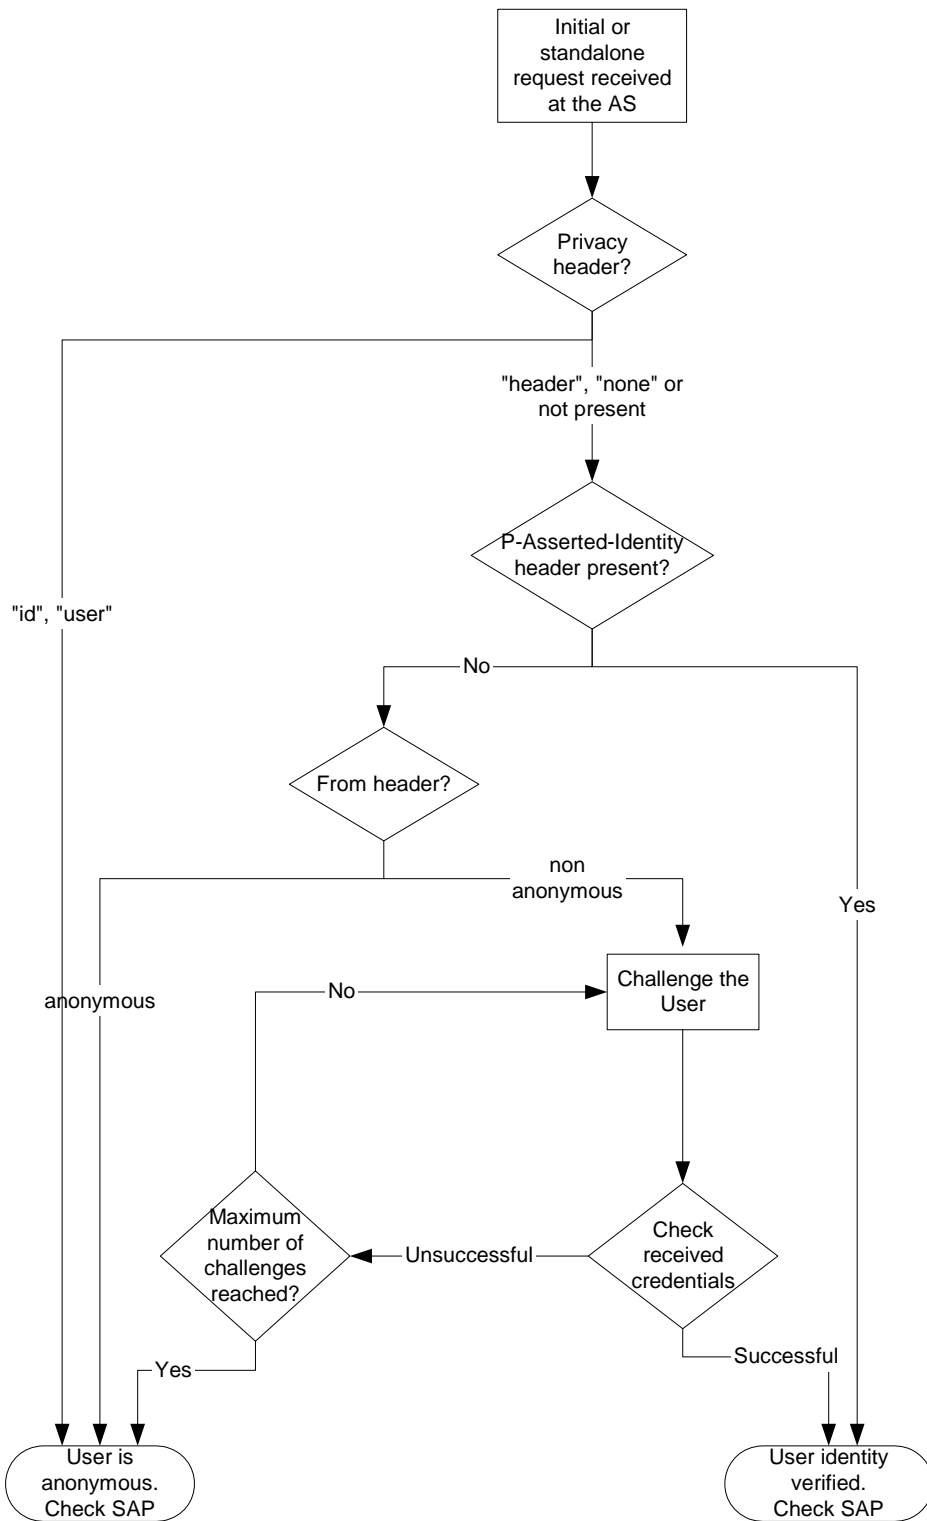 Initial or
standalone
request received
at the AS
Privacy
header?
"header", "none" or
not present
P-Asserted-Identity
header present?
"id", "user"
No
From header?
non
anonymous
Yes
anonymous
No
Challenge the
User
Maximum
number of
challenges
reached?
Unsuccessful
Check
received
credentials
Yes
Successful
User is
anonymous.
Check SAP
User identity
verified.
Check SAP